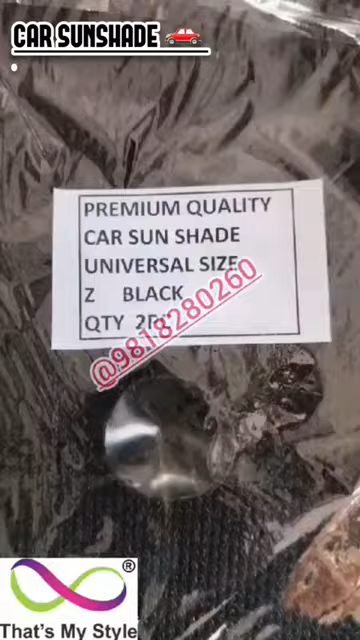 CAR SUNSHADE
PREMIUM QUALITY
CAR SUN SHADE
UNIVERSAL SIZE
Z BLACK
QTY
@9818280260
®
That's My Style